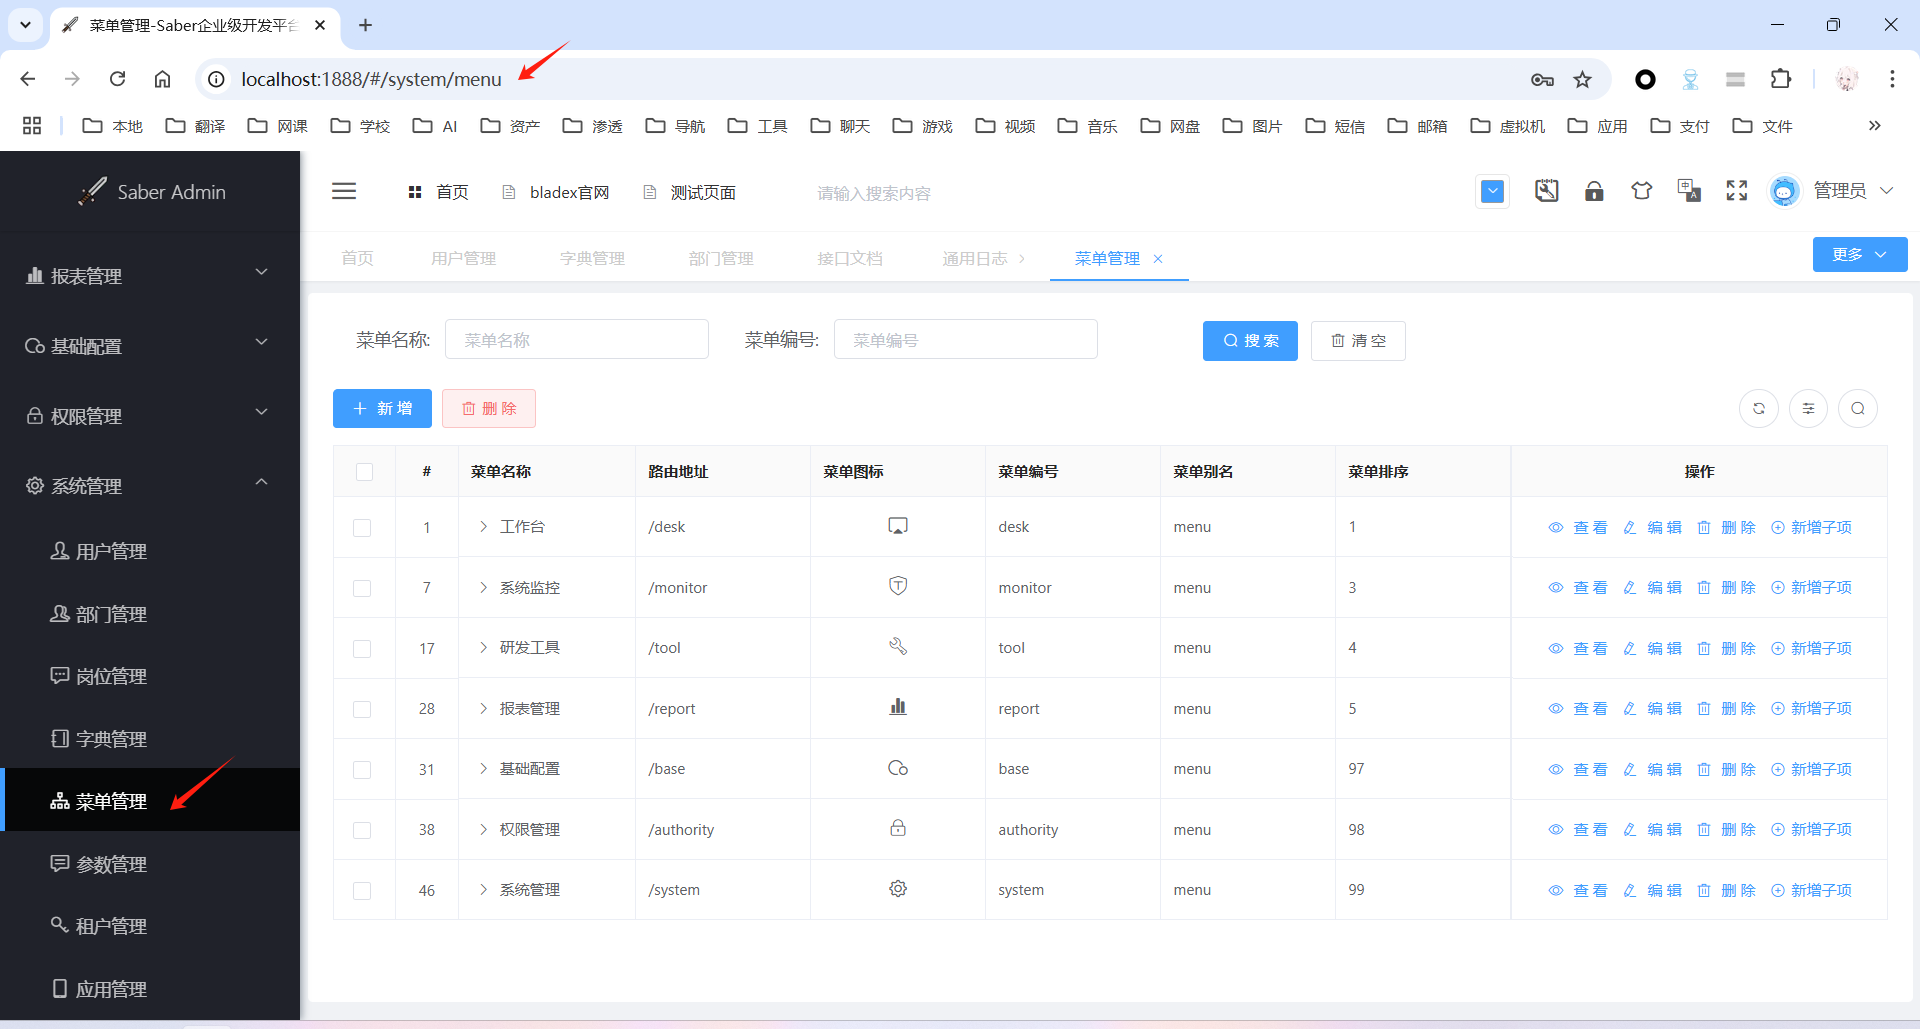 菜单管理-Saber企业级开发平台
localhost:1888/#/system/menu
本地 翻译 网课 学校 AI 资产 渗透 导航 工具 聊天 游戏 视频 音乐 网盘 图片 短信 邮箱 虚拟机 应用 支付 文件
Saber Admin
首页 bladex官网 测试页面 请输入搜索内容 管理员
首页 用户管理 字典管理 部门管理 接口文档 通用日志 菜单管理 更多
报表管理
基础配置
权限管理
系统管理
用户管理
部门管理
岗位管理
字典管理
菜单管理
参数管理
租户管理
应用管理
菜单名称: 菜单名称 菜单编号: 菜单编号 搜索 清空
新增 删除
# 菜单名称 路由地址 菜单图标 菜单编号 菜单别名 菜单排序 操作
1 工作台 /desk desk menu 1 查看 编辑 删除 新增子项
7 系统监控 /monitor monitor menu 3 查看 编辑 删除 新增子项
17 研发工具 /tool tool menu 4 查看 编辑 删除 新增子项
28 报表管理 /report report menu 5 查看 编辑 删除 新增子项
31 基础配置 /base base menu 97 查看 编辑 删除 新增子项
38 权限管理 /authority authority menu 98 查看 编辑 删除 新增子项
46 系统管理 /system system menu 99 查看 编辑 删除 新增子项